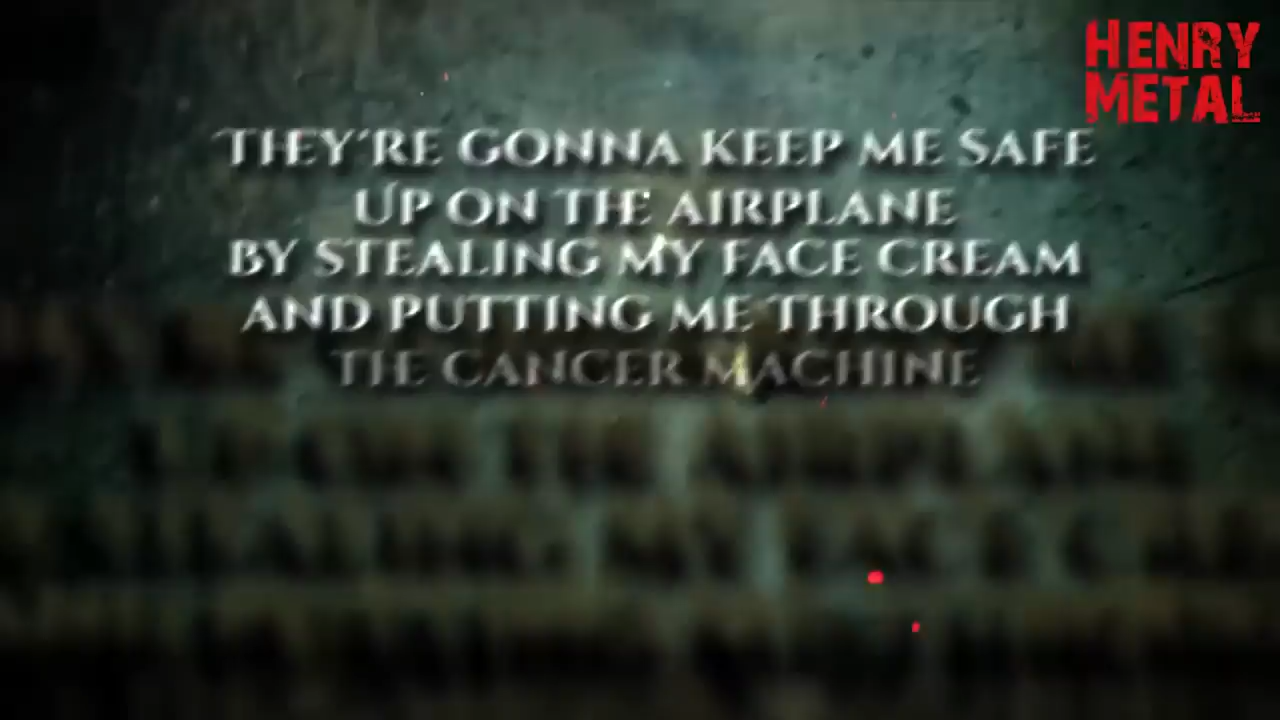 HENRY
METAL
THEY'RE GONNA KEEP ME SAFE
UP ON THE AIRPLANE
BY STEALING MY FACE CREAM
AND PUTTING ME THROUGH
THE CANCER MACHINE